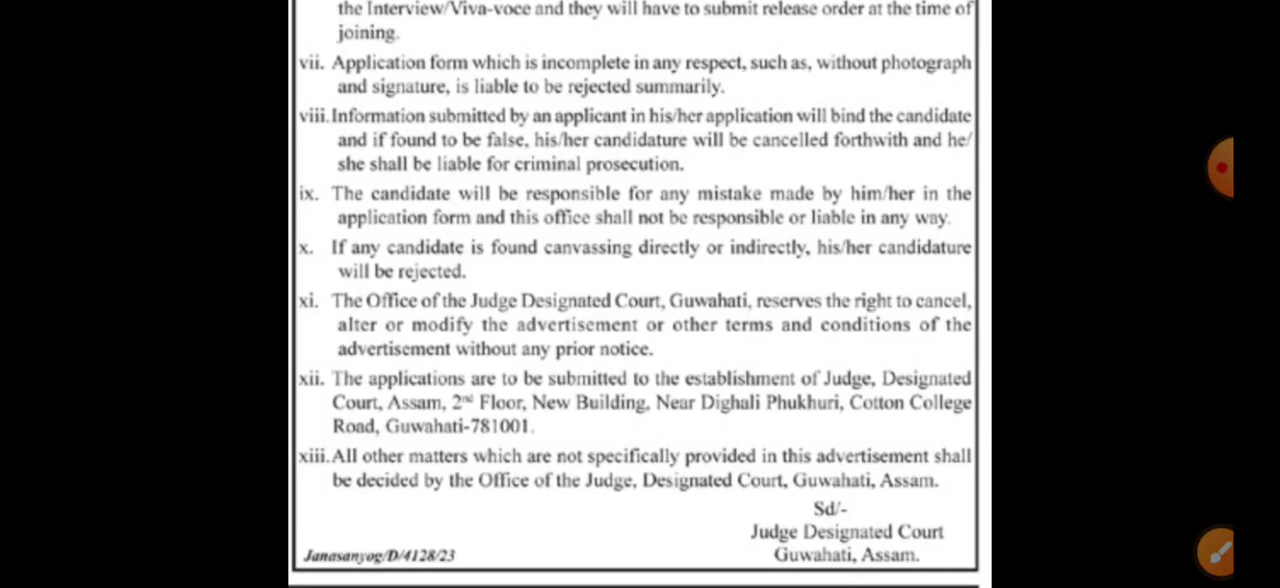 the Interview/Viva-voce and they will have to submit release order at the time of
joining.
vii. Application form which is incomplete in any respect, such as, without photograph
and signature, is liable to be rejected summarily.
viii. Information submitted by an applicant in his/her application will bind the candidate
and if found to be false, his/her candidature will be cancelled forthwith and he/
she shall be liable for criminal prosecution.
ix. The candidate will be responsible for any mistake made by him/her in the
application form and this office shall not be responsible or liable in any way.
x. If any candidate is found canvassing directly or indirectly, his/her candidature
will be rejected.
xi. The Office of the Judge Designated Court, Guwahati, reserves the right to cancel,
alter or modify the advertisement or other terms and conditions of the
advertisement without any prior notice.
xii. The applications are to be submitted to the establishment of Judge, Designated
Court, Assam, 2nd Floor, New Building, Near Dighali Phukhuri, Cotton College
Road, Guwahati-781001.
xiii. All other matters which are not specifically provided in this advertisement shall
be decided by the Office of the Judge, Designated Court, Guwahati, Assam.
Sd/-
Judge Designated Court
Guwahati, Assam.
Janasanyog/D/4128/23